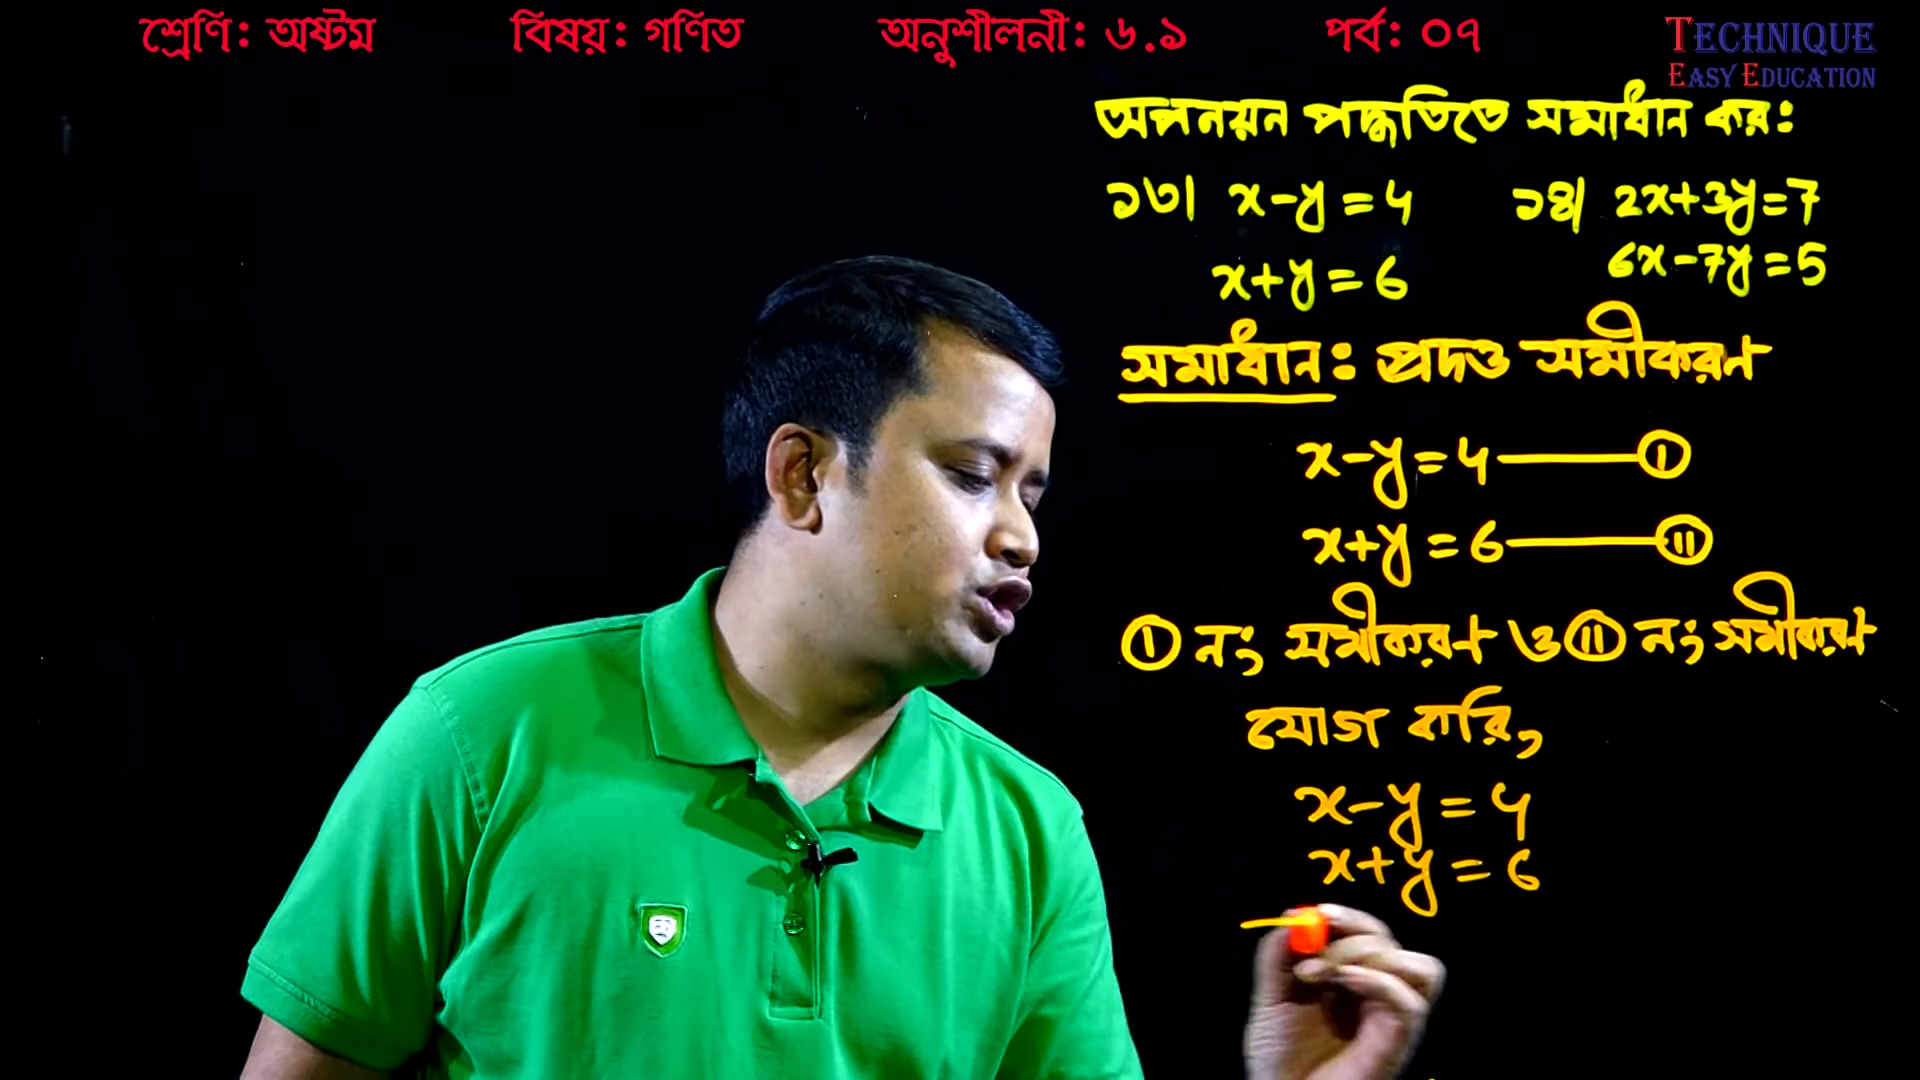 শ্রেণি: অষ্টম বিষয়: গণিত অনুশীলনী: ৬.১ পর্ব: ০৭
TECHNIQUE
EASY EDUCATION
অপনয়ন পদ্ধতিতে সমাধান কর:
১৩| x-y=4 ১৪| 2x+3y=7
x+y=6 6x-7y=5
সমাধান: প্রদত্ত সমীকরণ
x-y=4 — (i)
x+y=6 — (ii)
(i) নং সমীকরণ ও (ii) নং সমীকরণ
যোগ করি,
x-y=4
x+y=6